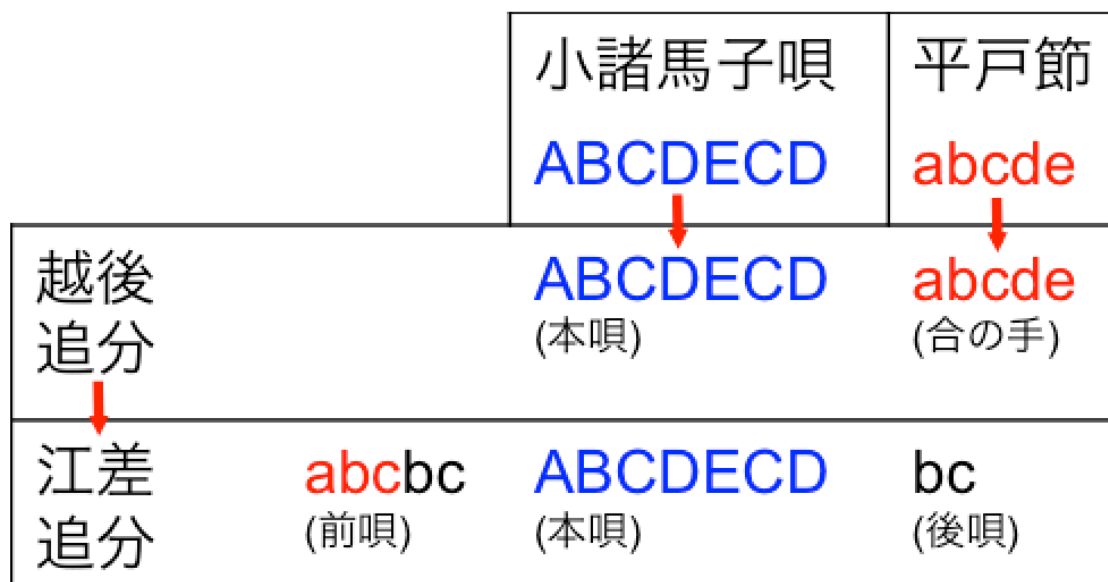 小諸馬子唄 平戸節
ABCDECD abcde
越後 ABCDECD abcde
追分 (本唄) (合の手)
江差 abcbc ABCDECD bc
追分 (前唄) (本唄) (後唄)